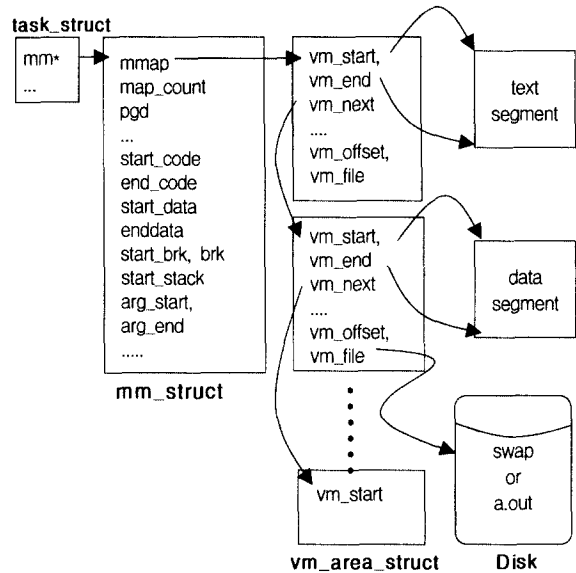 task_struct
mm*
...
mmap
map_count
pgd
...
start_code
end_code
start_data
enddata
start_brk, brk
start_stack
arg_start,
arg_end
.....
mm_struct
vm_start,
vm_end
vm_next
....
vm_offset,
vm_file
text
segment
vm_start,
vm_end
vm_next
....
vm_offset,
vm_file
data
segment
vm_start
vm_area_struct
swap
or
a.out
Disk